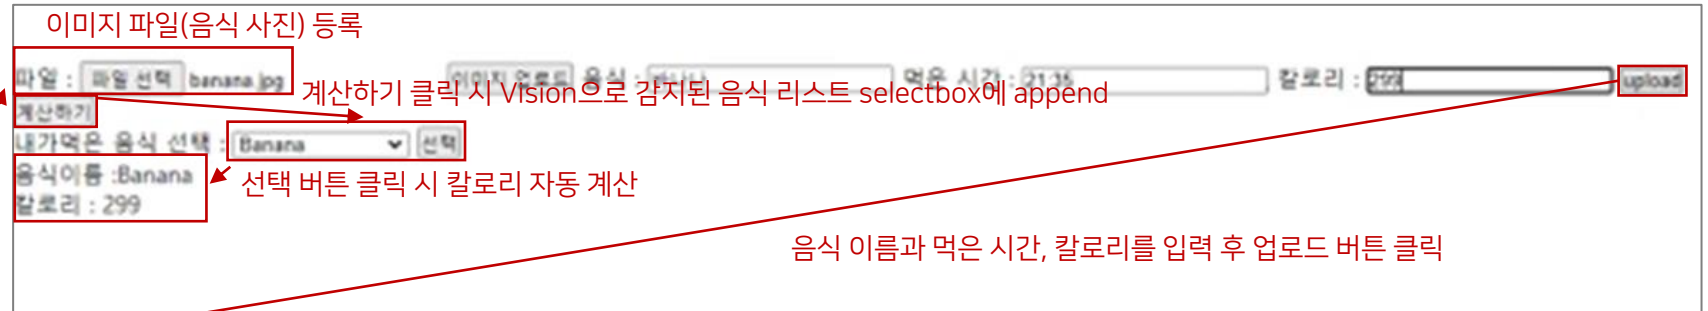 이미지 파일(음식 사진) 등록
파일 : 파일 선택 banana.jpg 이미지 업로드 음식 : 바나나 먹은 시간 : 21:35 칼로리 : 299 upload
계산하기 클릭 시 Vision으로 감지된 음식 리스트 selectbox에 append
계산하기
내가먹은 음식 선택 : Banana 선택
음식이름 :Banana
선택 버튼 클릭 시 칼로리 자동 계산
칼로리 : 299
음식 이름과 먹은 시간, 칼로리를 입력 후 업로드 버튼 클릭